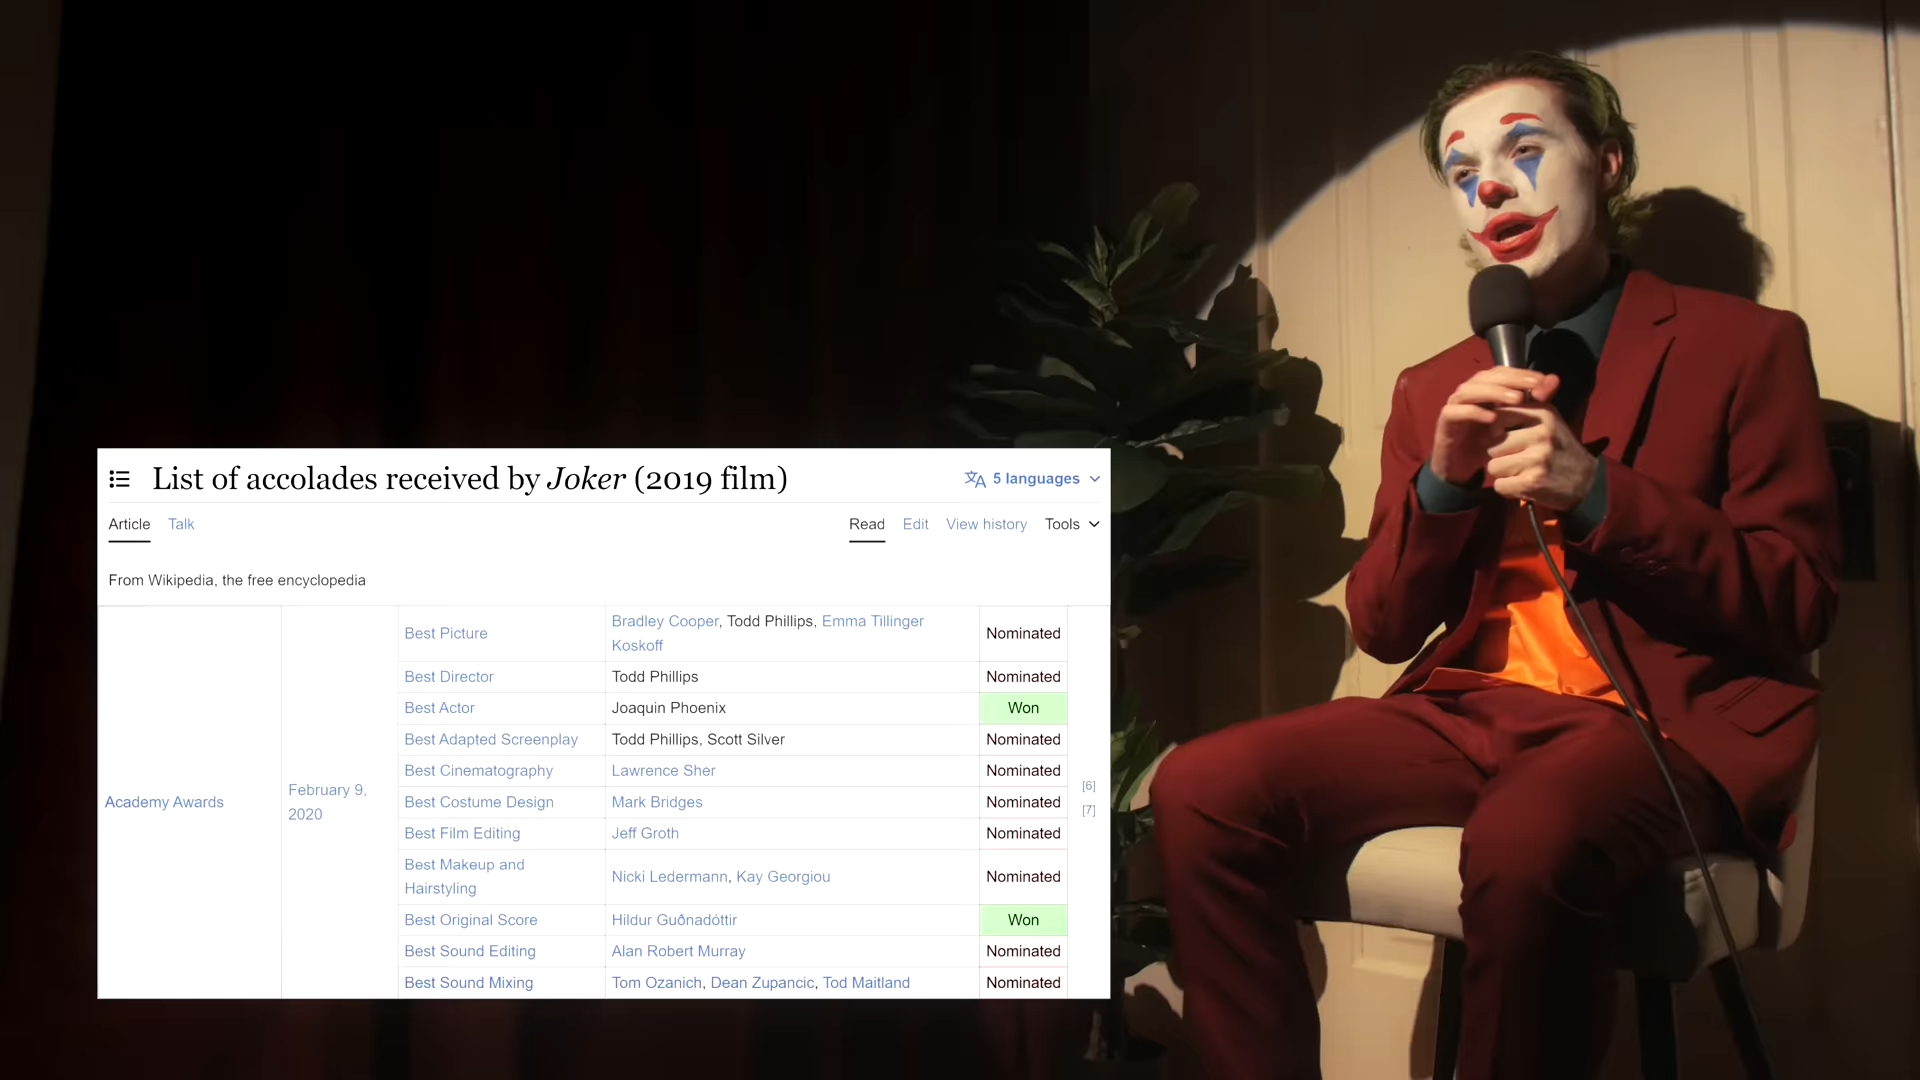 List of accolades received by Joker (2019 film)
5 languages
Article Talk
Read Edit View history Tools
From Wikipedia, the free encyclopedia
Academy Awards
February 9,
2020
Best Picture
Bradley Cooper, Todd Phillips, Emma Tillinger
Koskoff
Nominated
Best Director Todd Phillips Nominated
Best Actor Joaquin Phoenix Won
Best Adapted Screenplay Todd Phillips, Scott Silver Nominated
Best Cinematography Lawrence Sher Nominated
Best Costume Design Mark Bridges Nominated
Best Film Editing Jeff Groth Nominated
Best Makeup and
Hairstyling
Nicki Ledermann, Kay Georgiou Nominated
Best Original Score Hildur Guðnadóttir Won
Best Sound Editing Alan Robert Murray Nominated
Best Sound Mixing Tom Ozanich, Dean Zupancic, Tod Maitland Nominated
[6]
[7]